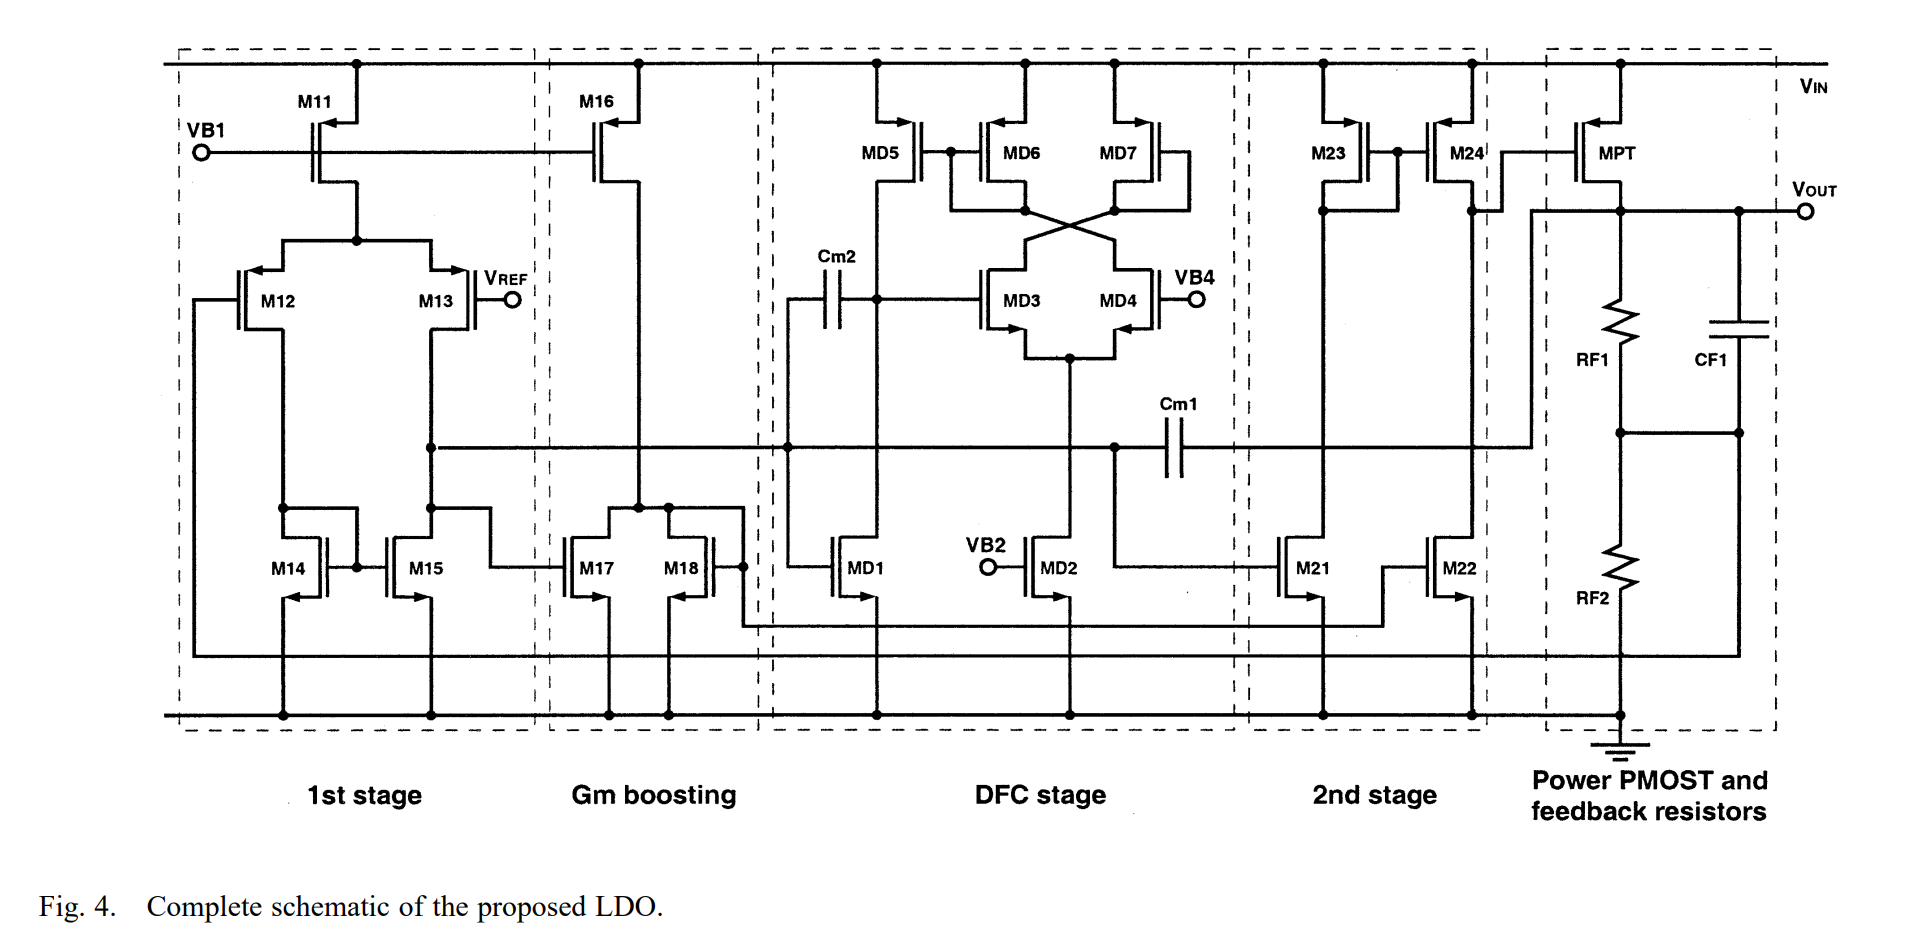 VIN
M11
M16
VB1
MD5
MD6
MD7
M23
M24
MPT
VOUT
Cm2
M12
M13
VREF
MD3
MD4
VB4
RF1
CF1
Cm1
VB2
M14
M15
M17
M18
MD1
MD2
M21
M22
RF2
1st stage
Gm boosting
DFC stage
2nd stage
Power PMOST and
feedback resistors
Fig. 4. Complete schematic of the proposed LDO.